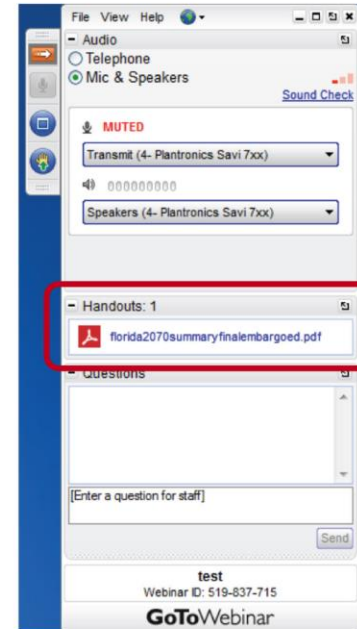 File View Help
Audio
Telephone
Mic & Speakers
Sound Check
MUTED
Transmit (4- Plantronics Savi 7xx)
000000000
Speakers (4- Plantronics Savi 7xx)
Handouts: 1
florida2070summaryfinalembargoed.pdf
Questions
[Enter a question for staff]
Send
test
Webinar ID: 519-837-715
GoToWebinar